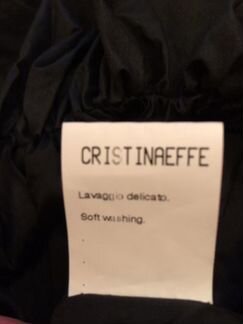 CRISTINAEFFE
Lavaggio delicato.
Soft washing.